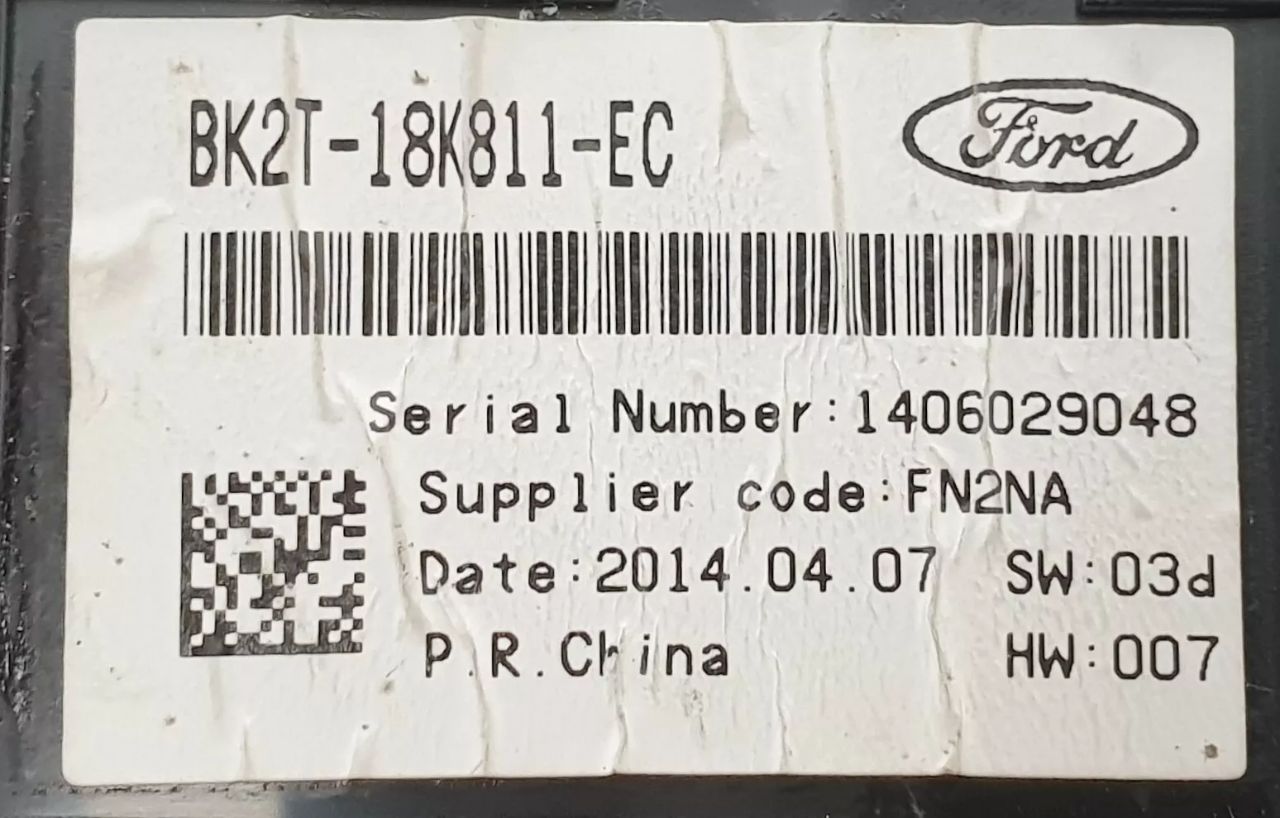 BK2T-18K811-EC
Ford
Serial Number:1406029048
Supplier code:FN2NA
Date:2014.04.07 SW:03d
P.R.China HW:007